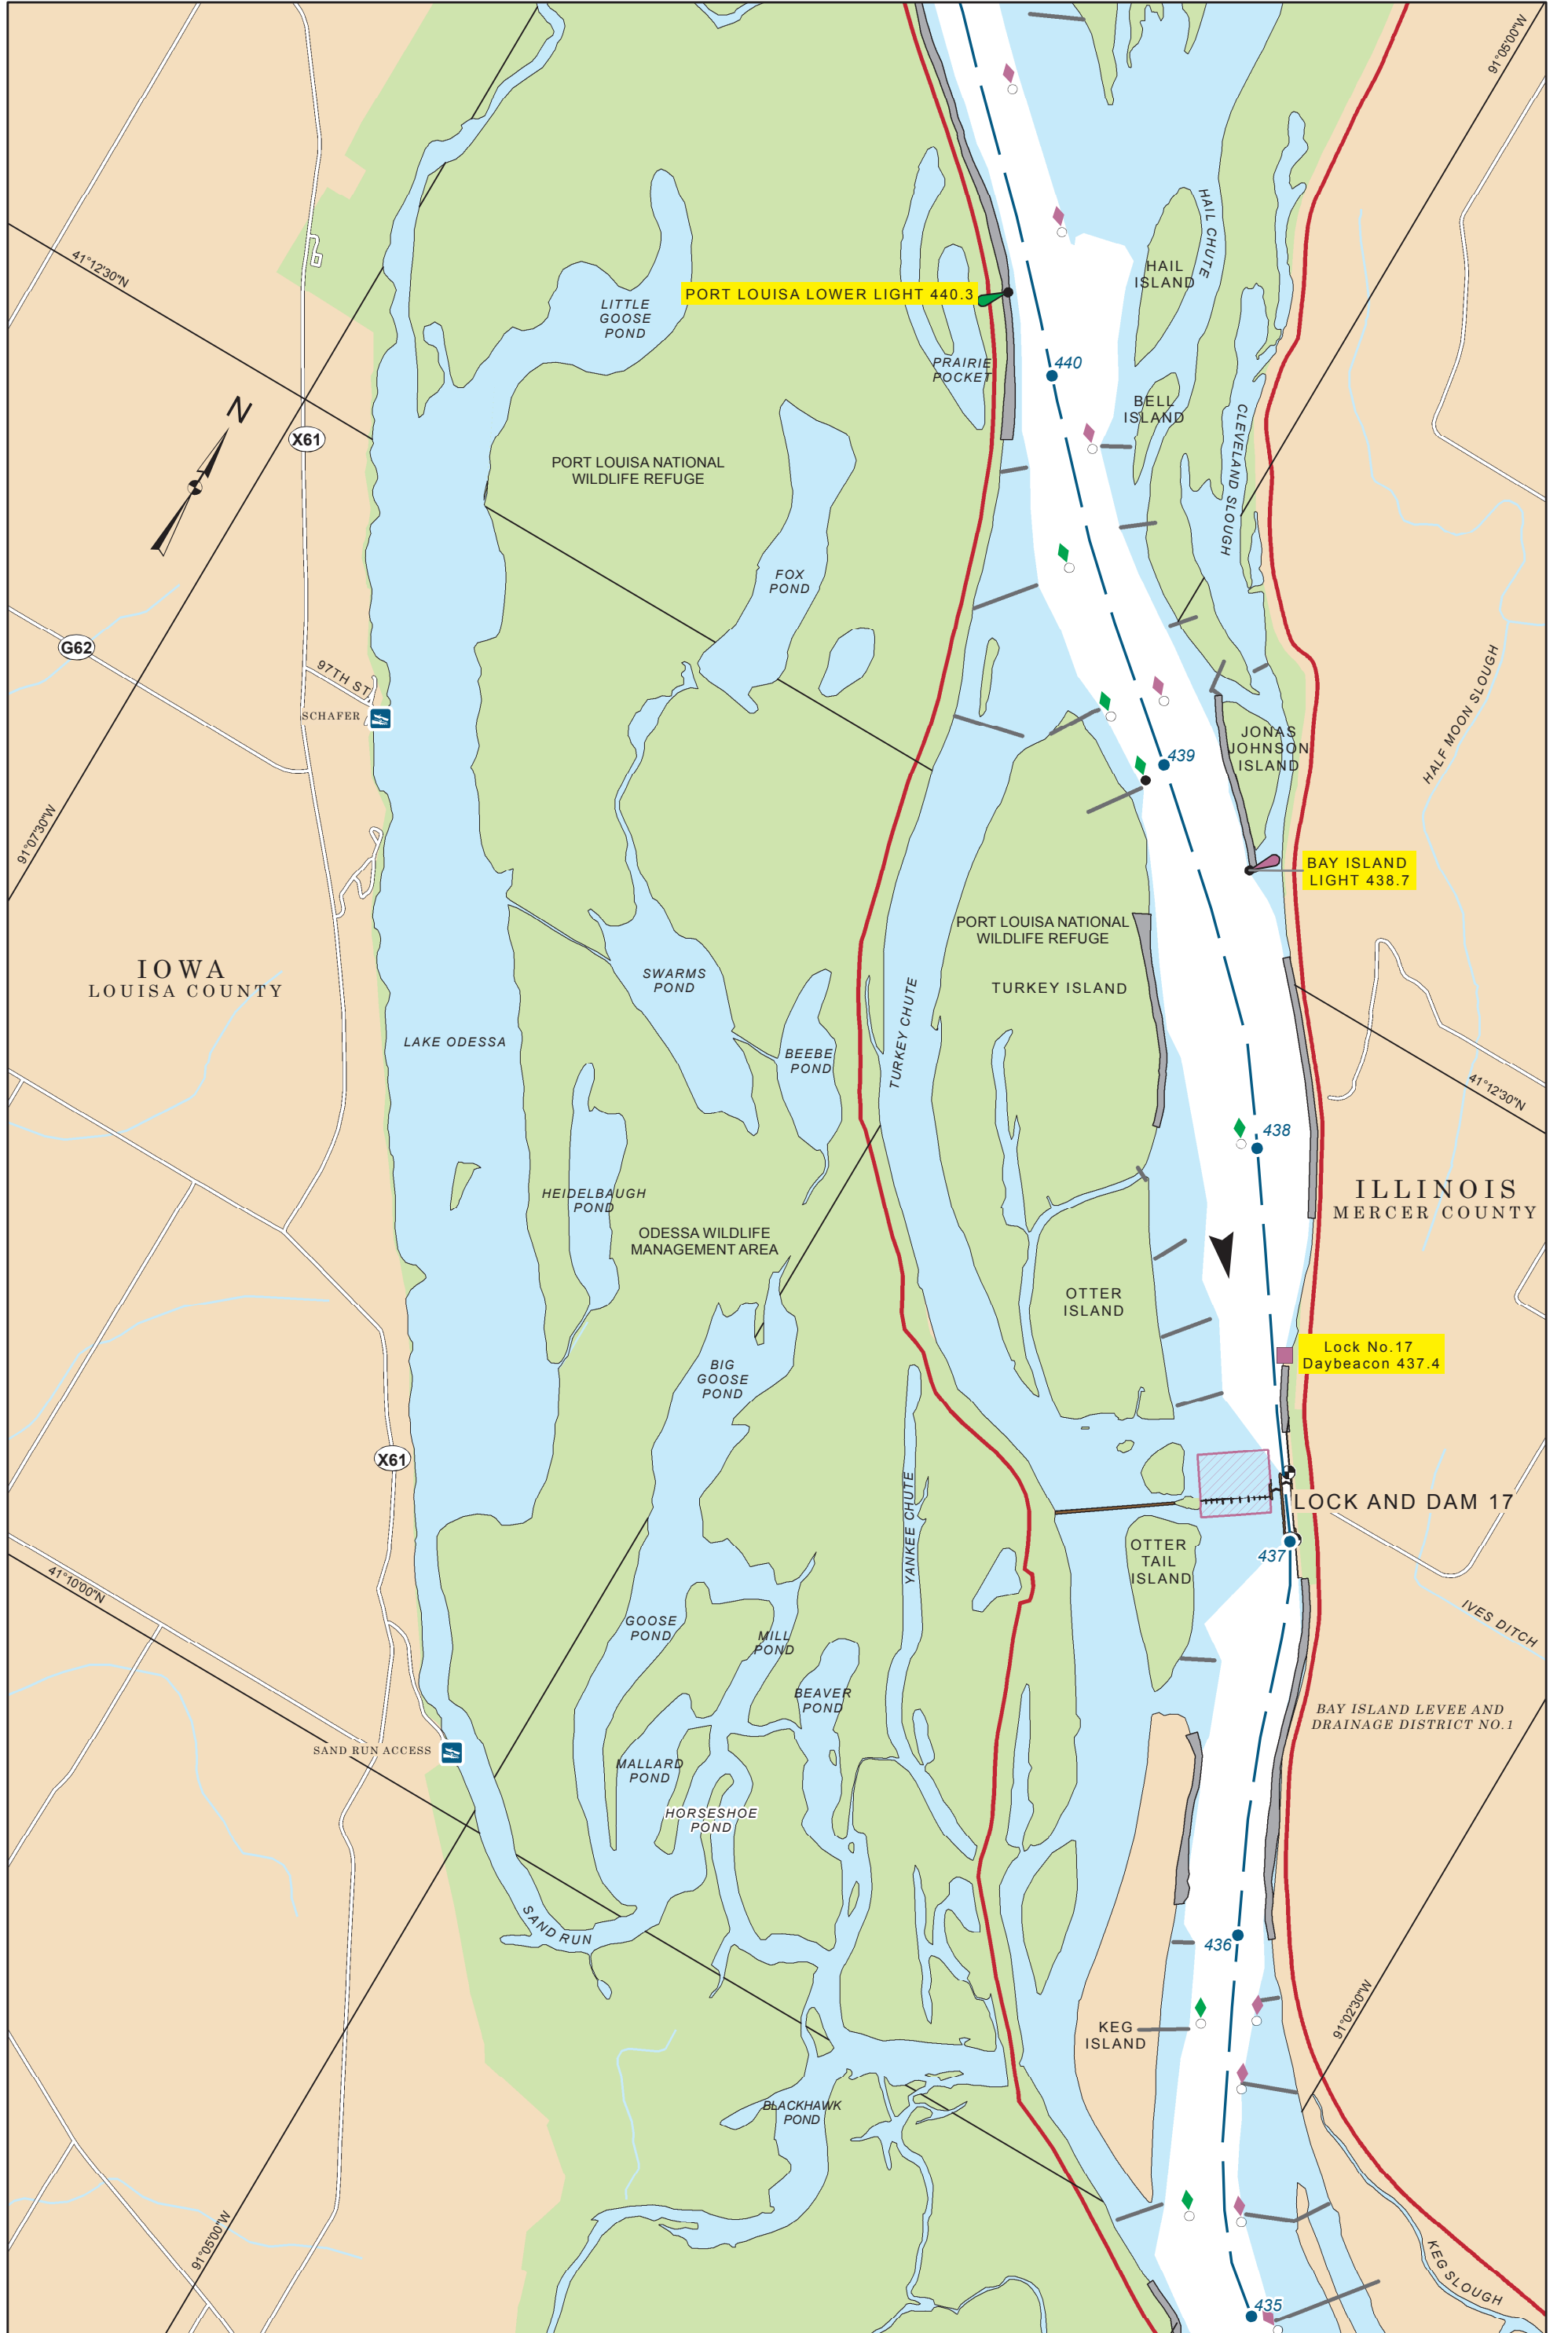 91°05'00"W
HAIL CHUTE
41°12'30"N
HAIL
ISLAND
PORT LOUISA LOWER LIGHT 440.3
LITTLE
GOOSE
POND
PRAIRIE
POCKET
440
N
BELL
ISLAND
X61
CLEVELAND SLOUGH
PORT LOUISA NATIONAL
WILDLIFE REFUGE
FOX
POND
G62
97TH ST
SCHAFER
HALF MOON SLOUGH
JONAS
JOHNSON
ISLAND
439
91°07'30"W
BAY ISLAND
LIGHT 438.7
PORT LOUISA NATIONAL
WILDLIFE REFUGE
IOWA
LOUISA COUNTY
SWARMS
POND
TURKEY ISLAND
TURKEY CHUTE
LAKE ODESSA
BEEBE
POND
41°12'30"N
438
HEIDELBAUGH
POND
ILLINOIS
MERCER COUNTY
ODESSA WILDLIFE
MANAGEMENT AREA
OTTER
ISLAND
Lock No.17
Daybeacon 437.4
BIG
GOOSE
POND
X61
YANKEE CHUTE
LOCK AND DAM 17
OTTER
TAIL
ISLAND
437
41°10'00"N
IVES DITCH
GOOSE
POND
MILL
POND
BEAVER
POND
BAY ISLAND LEVEE AND
DRAINAGE DISTRICT NO.1
SAND RUN ACCESS
MALLARD
POND
HORSESHOE
POND
SAND RUN
436
91°02'30"W
KEG
ISLAND
BLACKHAWK
POND
91°05'00"W
KEG SLOUGH
435